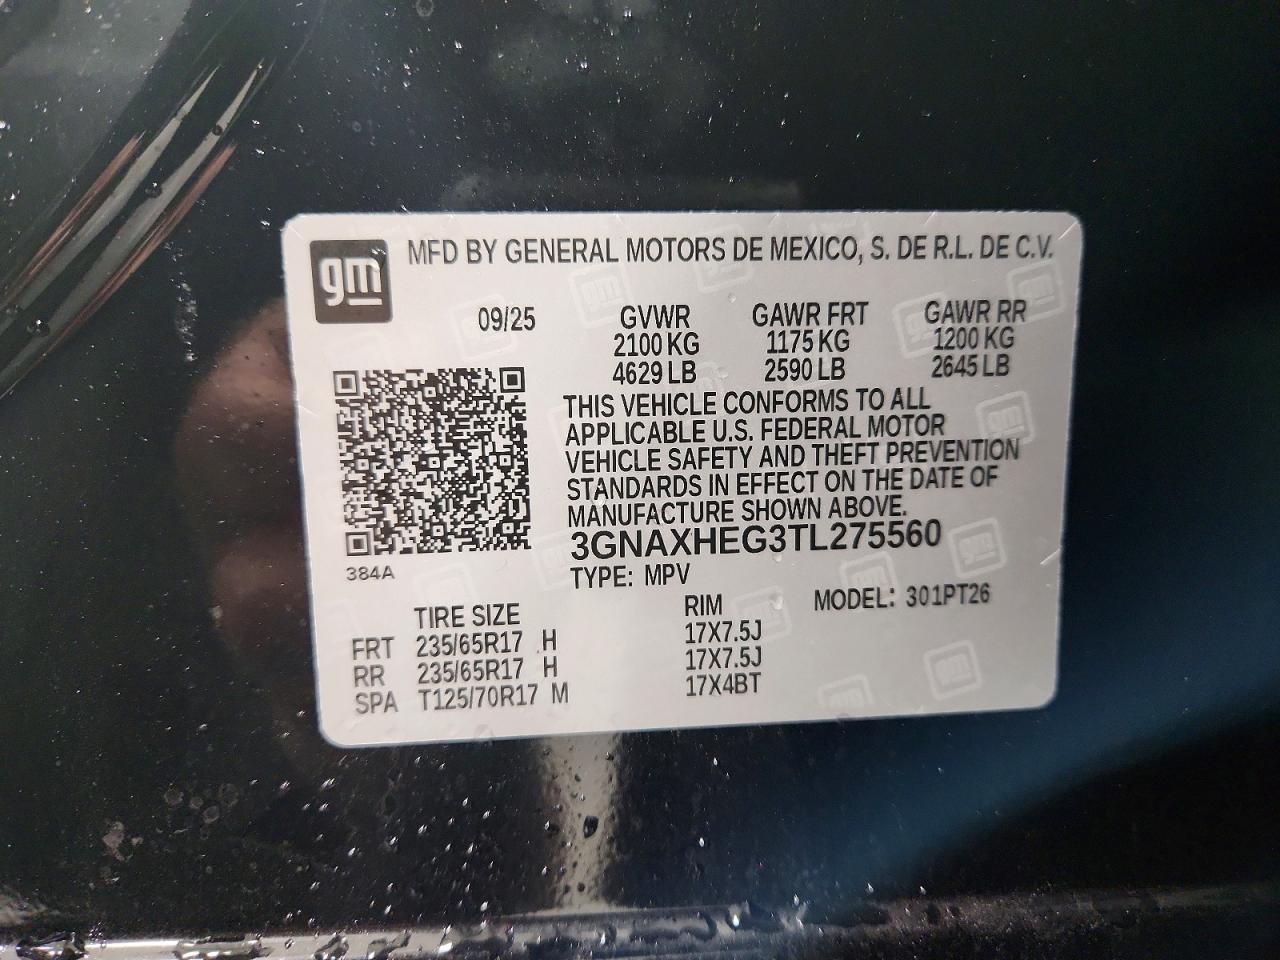 gm MFD BY GENERAL MOTORS DE MEXICO, S. DE R.L. DE C.V.
09/25 GVWR GAWR FRT GAWR RR
2100 KG 1175 KG 1200 KG
4629 LB 2590 LB 2645 LB
THIS VEHICLE CONFORMS TO ALL
APPLICABLE U.S. FEDERAL MOTOR
VEHICLE SAFETY AND THEFT PREVENTION
STANDARDS IN EFFECT ON THE DATE OF
MANUFACTURE SHOWN ABOVE.
3GNAXHEG3TL275560
384A
TYPE: MPV
TIRE SIZE RIM MODEL: 301PT26
FRT 235/65R17 H 17X7.5J
RR 235/65R17 H 17X7.5J
SPA T125/70R17 M 17X4BT